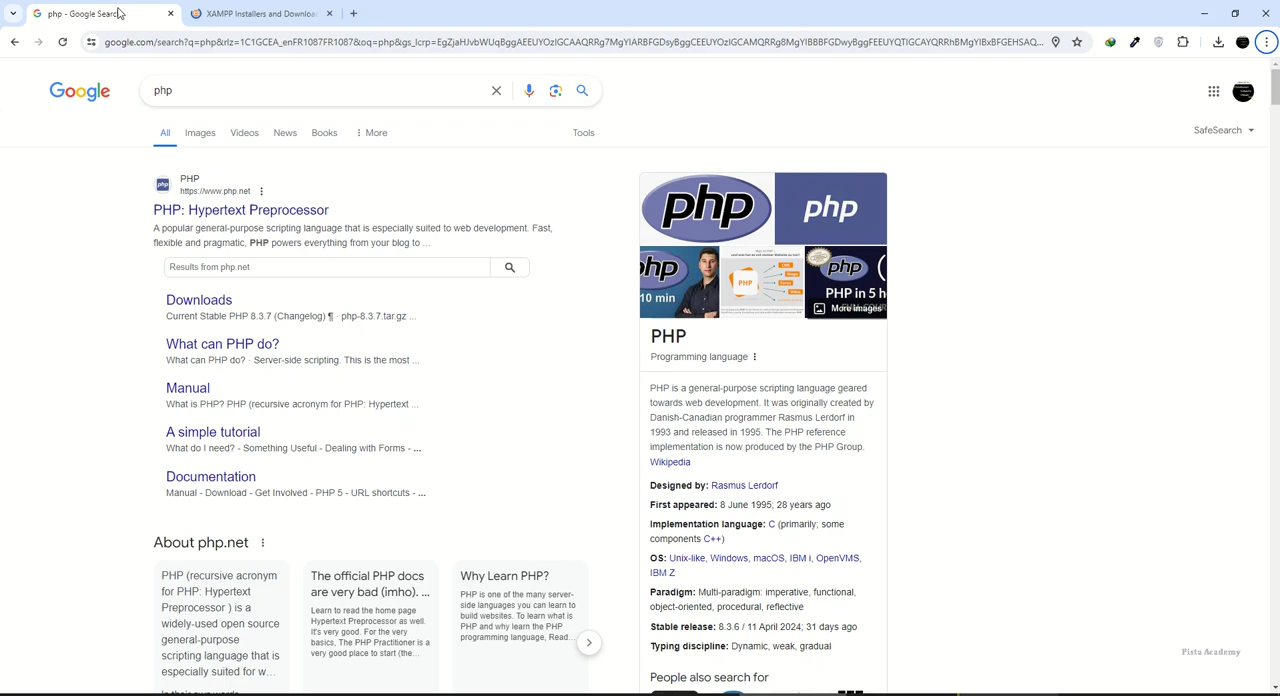 php - Google Search
XAMPP Installers and Downloa
google.com/search?q=php&rlz=1C1GCEA_enFR1087FR1087&oq=php&gs_lcrp=EgZjaHJvbWUqBggAEEUYOzIGCAAQRRg7MgYIARBFGDsyBggCEEUYOzIGCAMQRRg8MgYIBBBFGDwyBggFEEUYQTIGCAYQRRhBMgYIBxBFGEHSAQ...
Google
php
All
Images
Videos
News
Books
More
Tools
SafeSearch
php
PHP
https://www.php.net
PHP: Hypertext Preprocessor
A popular general-purpose scripting language that is especially suited to web development. Fast,
flexible and pragmatic, PHP powers everything from your blog to ...
Results from php.net
Downloads
Current Stable PHP 8.3.7 (Changelog) ¶ · php-8.3.7.tar.gz ...
What can PHP do?
What can PHP do? · Server-side scripting. This is the most ...
Manual
What is PHP? PHP (recursive acronym for PHP: Hypertext ...
A simple tutorial
What do I need? - Something Useful - Dealing with Forms - ...
Documentation
Manual - Download - Get Involved - PHP 5 - URL shortcuts - ...
About php.net
PHP (recursive acronym
for PHP: Hypertext
Preprocessor ) is a
widely-used open source
general-purpose
scripting language that is
especially suited for w...
In their own words
The official PHP docs
are very bad (imho). ...
Learn to read the home page
Hypertext Preprocessor as well.
It's very good. For the very
basics, The PHP Practitioner is a
very good place to start (the...
Why Learn PHP?
PHP is one of the many server-
side languages you can learn to
build websites. To learn what is
PHP and why learn the PHP
programming language, Read...
php
php
php
10 min
PHP
php
PHP in 5 h
More images
PHP
Programming language
PHP is a general-purpose scripting language geared
towards web development. It was originally created by
Danish-Canadian programmer Rasmus Lerdorf in
1993 and released in 1995. The PHP reference
implementation is now produced by the PHP Group.
Wikipedia
Designed by: Rasmus Lerdorf
First appeared: 8 June 1995; 28 years ago
Implementation language: C (primarily; some
components C++)
OS: Unix-like, Windows, macOS, IBM i, OpenVMS,
IBM Z
Paradigm: Multi-paradigm: imperative, functional,
object-oriented, procedural, reflective
Stable release: 8.3.6 / 11 April 2024; 31 days ago
Typing discipline: Dynamic, weak, gradual
People also search for
Pista Academy